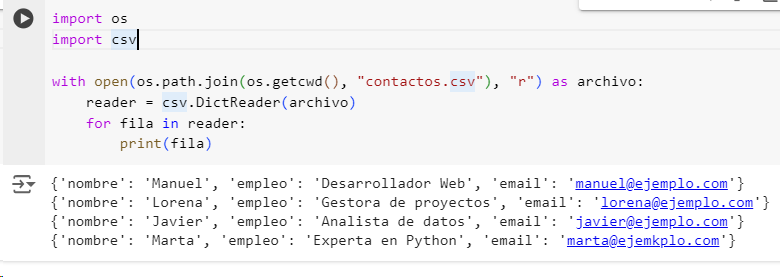 import os
import csv
with open(os.path.join(os.getcwd(), "contactos.csv"), "r") as archivo:
    reader = csv.DictReader(archivo)
    for fila in reader:
        print(fila)
{'nombre': 'Manuel', 'empleo': 'Desarrollador Web', 'email': 'manuel@ejemplo.com'}
{'nombre': 'Lorena', 'empleo': 'Gestora de proyectos', 'email': 'lorena@ejemplo.com'}
{'nombre': 'Javier', 'empleo': 'Analista de datos', 'email': 'javier@ejemplo.com'}
{'nombre': 'Marta', 'empleo': 'Experta en Python', 'email': 'marta@ejemkplo.com'}